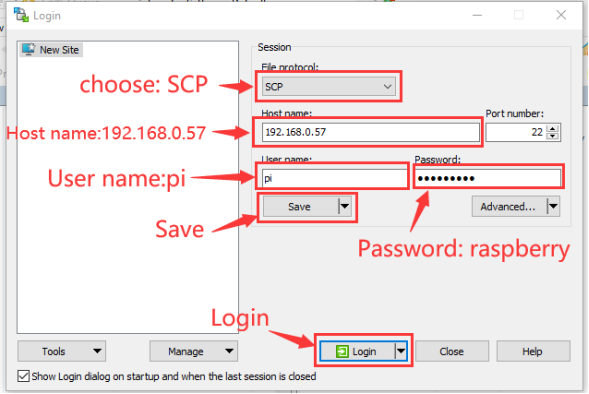 Login
New Site
Session
File protocol:
choose: SCP
SCP
Host name:
Port number:
Host name:192.168.0.57
192.168.0.57
22
User name:
Password:
User name:pi
pi
•••••••••
Save
Advanced...
Save
Password: raspberry
Login
Tools
Manage
Login
Close
Help
Show Login dialog on startup and when the last session is closed